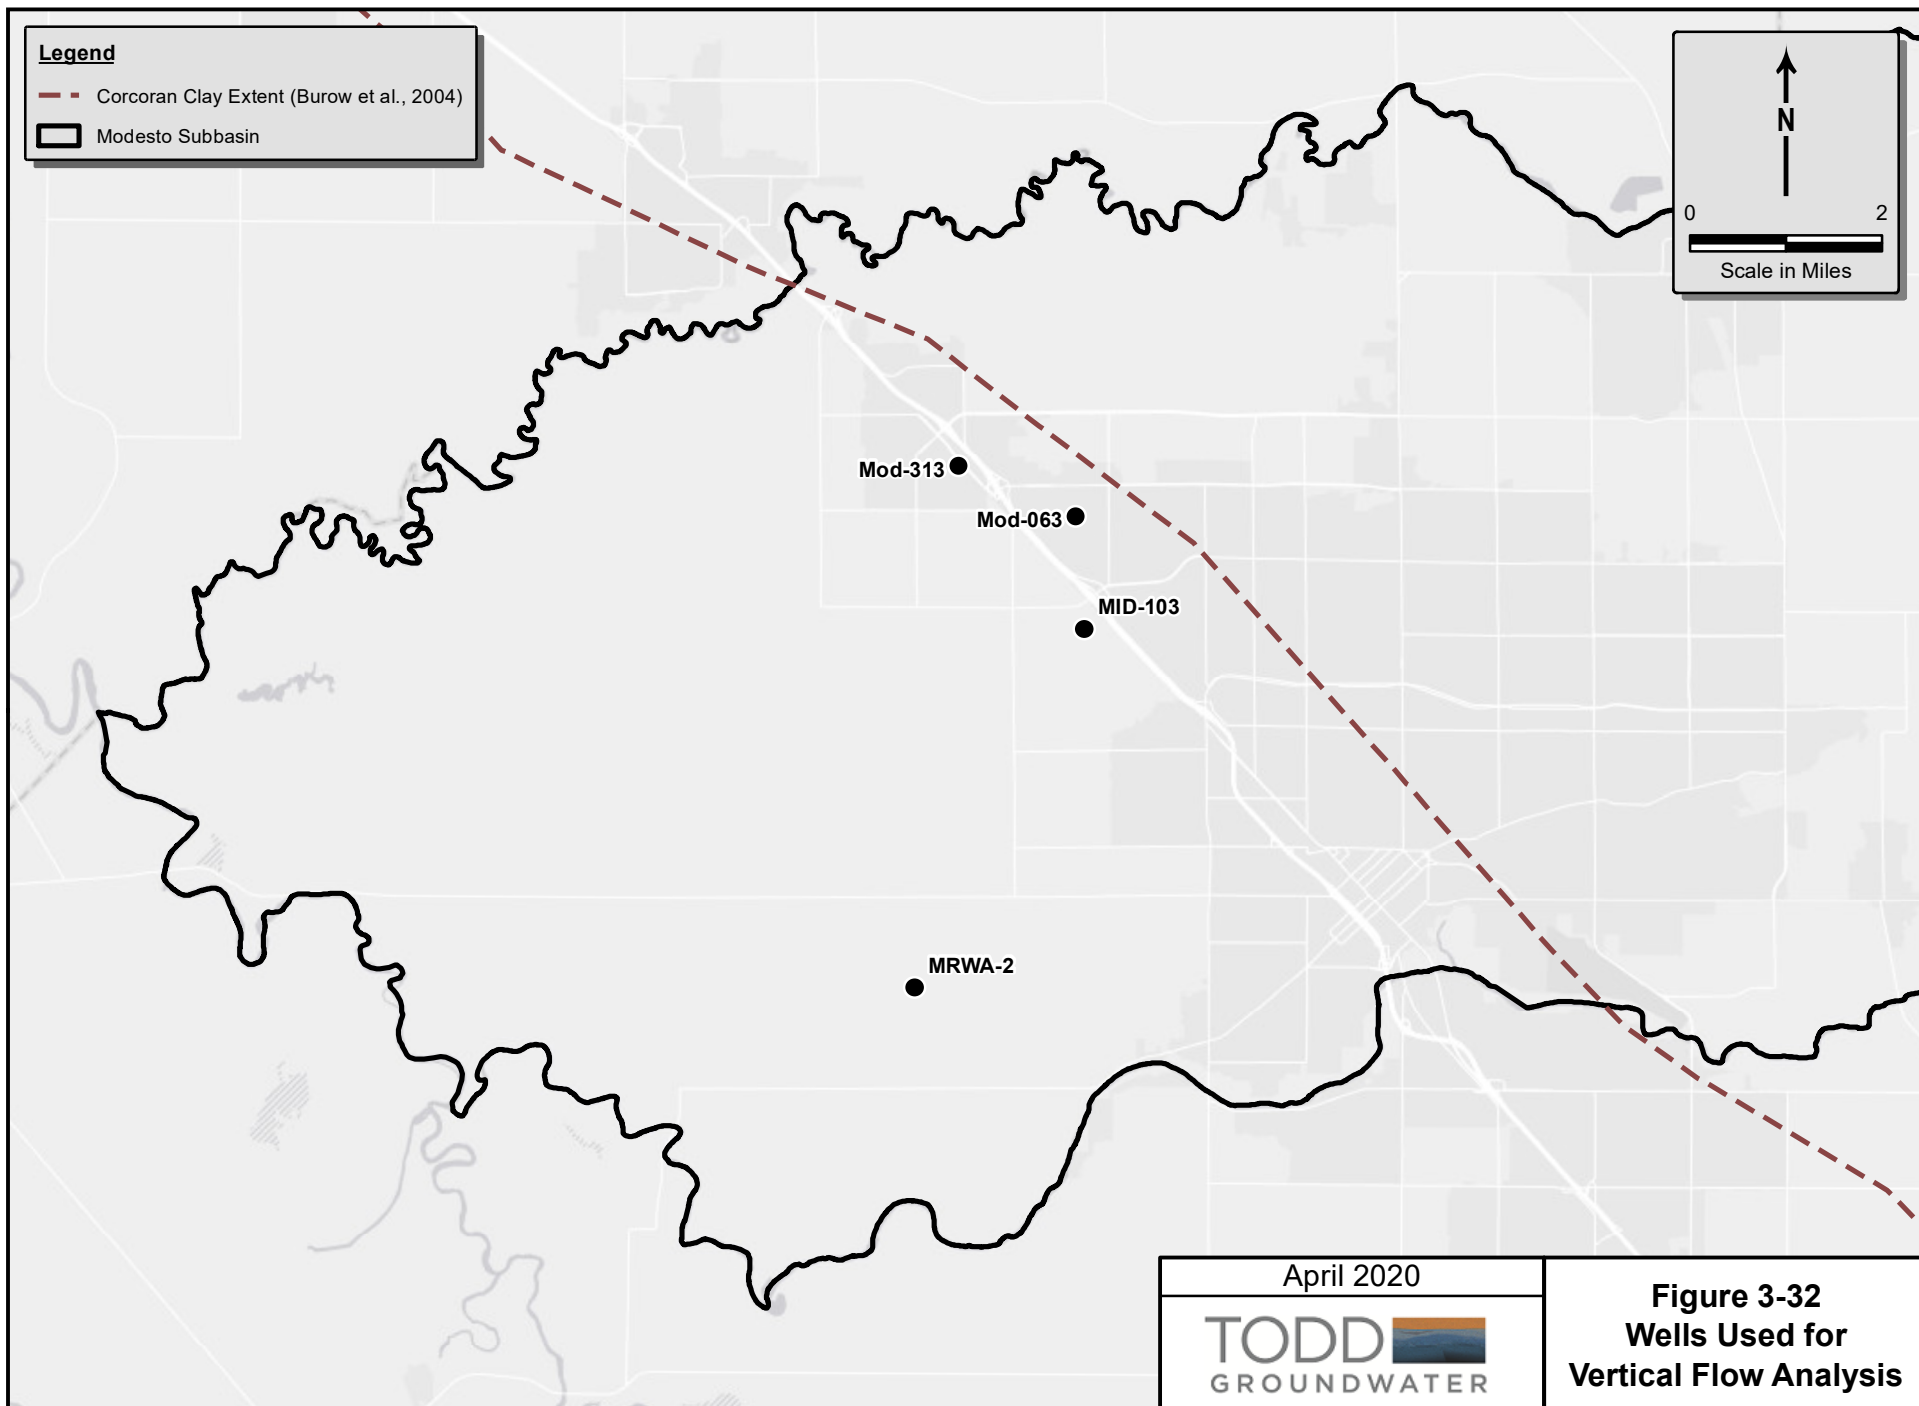 Legend
Corcoran Clay Extent (Burow et al., 2004)
Modesto Subbasin
N
0 2
Scale in Miles
Mod-313
Mod-063
MID-103
MRWA-2
April 2020
TODD
GROUNDWATER
Figure 3-32
Wells Used for
Vertical Flow Analysis